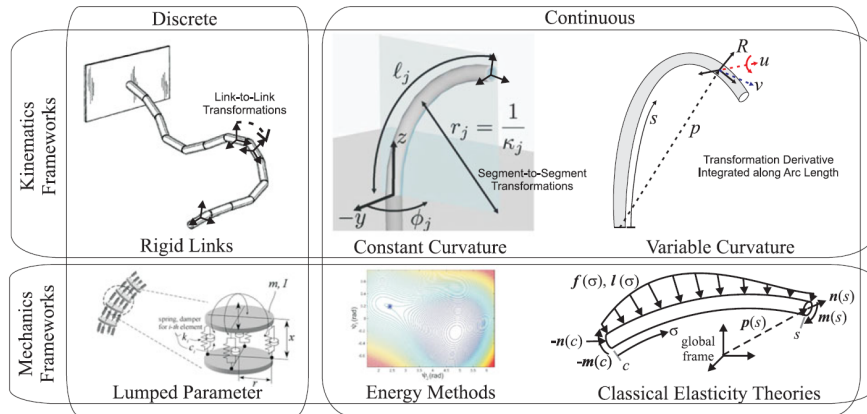 Discrete
Continuous
Kinematics
Frameworks
Link-to-Link
Transformations
Rigid Links
ℓj
rj = 1/κj
z
Segment-to-Segment
Transformations
-y
ϕj
Constant Curvature
R
u
v
s
p
Transformation Derivative
Integrated along Arc Length
Variable Curvature
Mechanics
Frameworks
m, I
spring, damper
for i-th element
x
r
Lumped Parameter
Energy Methods
f(σ), l(σ)
n(s)
m(s)
p(s)
s
σ
c
-n(c)
-m(c)
global
frame
Classical Elasticity Theories